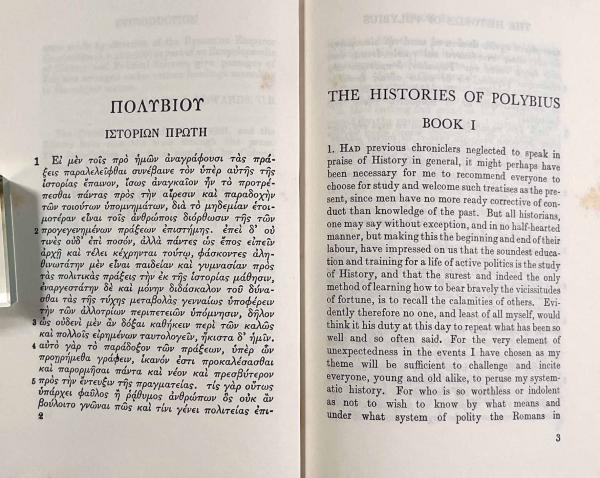 ΠΟΛΥΒΙΟΥ
ΙΣΤΟΡΙΩΝ ΠΡΩΤΗ
1 Εἰ μὲν τοῖς πρὸ ἡμῶν ἀναγράφουσι τὰς πρά-
ξεις παραλελεῖφθαι συνέβαινε τὸν ὑπὲρ αὐτῆς τῆς
ἱστορίας ἔπαινον, ἴσως ἀναγκαῖον ἦν τὸ προτρέ-
πεσθαι πάντας πρὸς τὴν αἵρεσιν καὶ παραδοχὴν
τῶν τοιούτων ὑπομνημάτων, διὰ τὸ μηδεμίαν ἑτοι-
μοτέραν εἶναι τοῖς ἀνθρώποις διόρθωσιν τῆς τῶν
2 προγεγενημένων πράξεων ἐπιστήμης. ἐπεὶ δ' οὐ
τινὲς οὐδ' ἐπὶ ποσόν, ἀλλὰ πάντες ὡς ἔπος εἰπεῖν
ἀρχῇ καὶ τέλει κέχρηνται τούτῳ, φάσκοντες ἀλη-
θινωτάτην μὲν εἶναι παιδείαν καὶ γυμνασίαν πρὸς
τὰς πολιτικὰς πράξεις τὴν ἐκ τῆς ἱστορίας μάθησιν,
ἐναργεστάτην δὲ καὶ μόνην διδάσκαλον τοῦ δύνα-
σθαι τὰς τῆς τύχης μεταβολὰς γενναίως ὑποφέρειν
τὴν τῶν ἀλλοτρίων περιπετειῶν ὑπόμνησιν, δῆλον
3 ὡς οὐδενὶ μὲν ἂν δόξαι καθήκειν περὶ τῶν καλῶς
καὶ πολλοῖς εἰρημένων ταυτολογεῖν, ἥκιστα δ' ἡμῖν.
4 αὐτὸ γὰρ τὸ παράδοξον τῶν πράξεων, ὑπὲρ ὧν
προῃρήμεθα γράφειν, ἱκανόν ἐστι προκαλέσασθαι
καὶ παρορμῆσαι πάντα καὶ νέον καὶ πρεσβύτερον
5 πρὸς τὴν ἔντευξιν τῆς πραγματείας. τίς γὰρ οὕτως
ὑπάρχει φαῦλος ἢ ῥᾴθυμος ἀνθρώπων ὃς οὐκ ἂν
βούλοιτο γνῶναι πῶς καὶ τίνι γένει πολιτείας ἐπι-
2
THE HISTORIES OF POLYBIUS
BOOK I
1. HAD previous chroniclers neglected to speak in
praise of History in general, it might perhaps have
been necessary for me to recommend everyone to
choose for study and welcome such treatises as the
present, since men have no more ready corrective of con-
duct than knowledge of the past. But all historians,
one may say without exception, and in no half-hearted
manner, but making this the beginning and end of their
labour, have impressed on us that the soundest educa-
tion and training for a life of active politics is the study
of History, and that the surest and indeed the only
method of learning how to bear bravely the vicissitudes
of fortune, is to recall the calamities of others. Evi-
dently therefore no one, and least of all myself, would
think it his duty at this day to repeat what has been so
well and so often said. For the very element of
unexpectedness in the events I have chosen as my
theme will be sufficient to challenge and incite
everyone, young and old alike, to peruse my system-
atic history. For who is so worthless or indolent
as not to wish to know by what means and
under what system of polity the Romans in
3